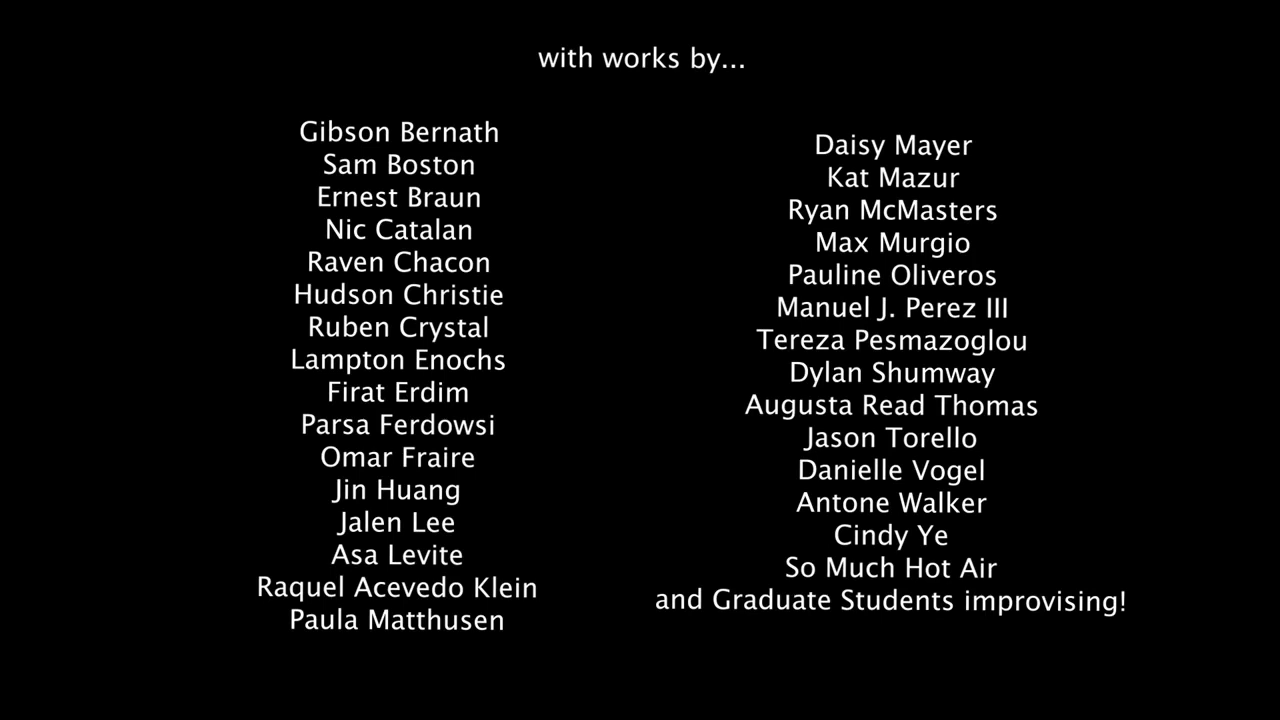 with works by...
Gibson Bernath
Sam Boston
Ernest Braun
Nic Catalan
Raven Chacon
Hudson Christie
Ruben Crystal
Lampton Enochs
Firat Erdim
Parsa Ferdowsi
Omar Fraire
Jin Huang
Jalen Lee
Asa Levite
Raquel Acevedo Klein
Paula Matthusen
Daisy Mayer
Kat Mazur
Ryan McMasters
Max Murgio
Pauline Oliveros
Manuel J. Perez III
Tereza Pesmazoglou
Dylan Shumway
Augusta Read Thomas
Jason Torello
Danielle Vogel
Antone Walker
Cindy Ye
So Much Hot Air
and Graduate Students improvising!